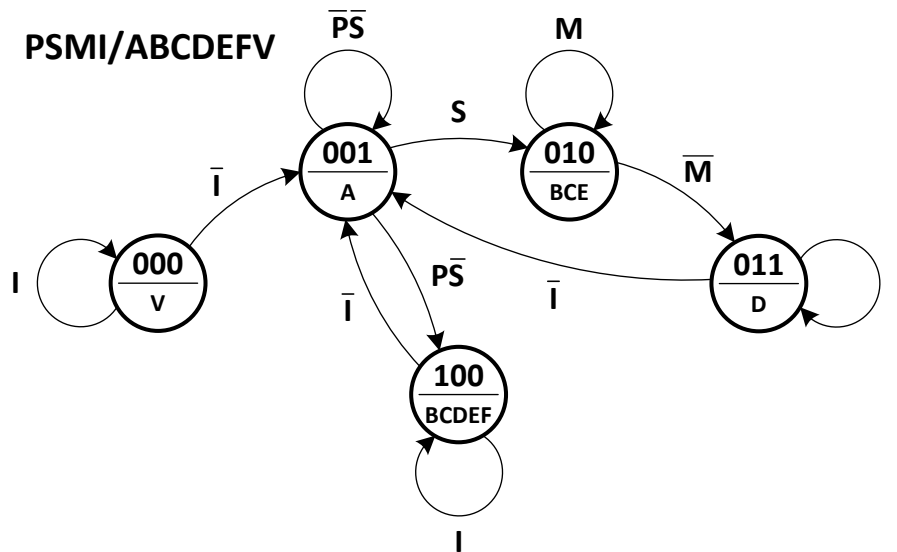 PSMI/ABCDEFV
P̅S̅
M
S
001
A
010
BCE
I̅
M̅
I
000
V
PS̅
I̅
I̅
011
D
100
BCDEF
I